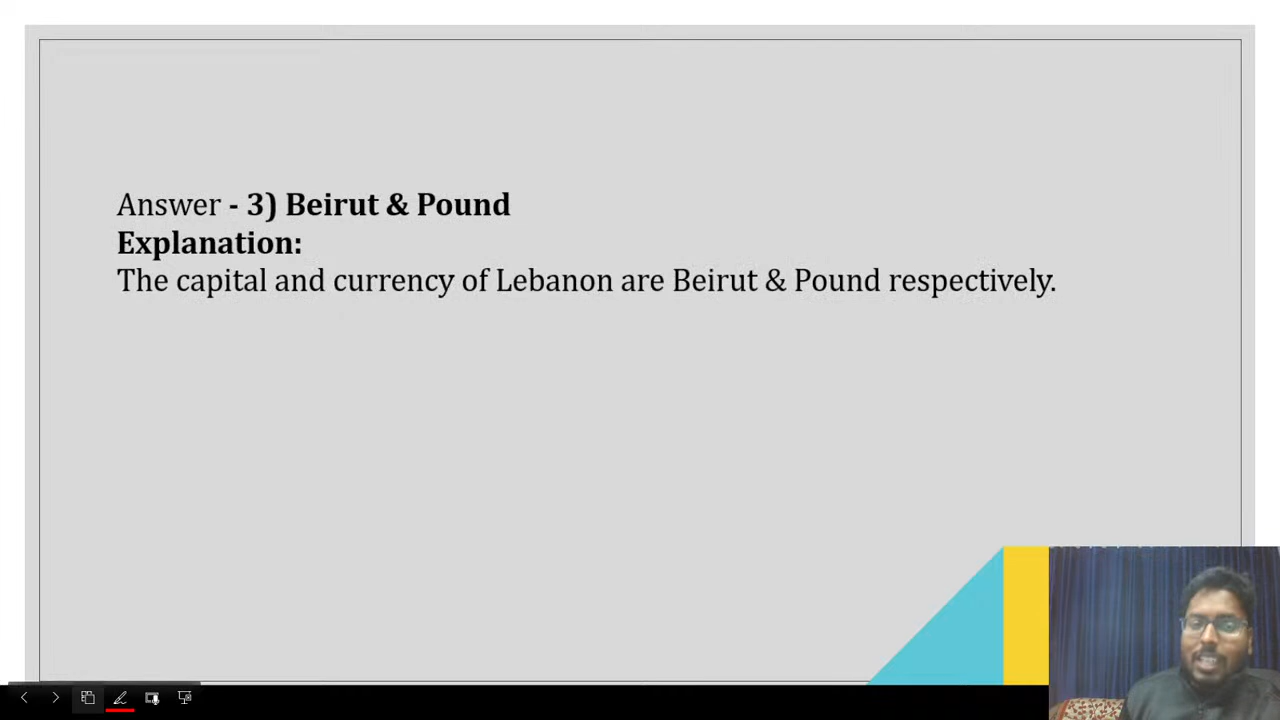 Answer - 3) Beirut & Pound
Explanation:
The capital and currency of Lebanon are Beirut & Pound respectively.